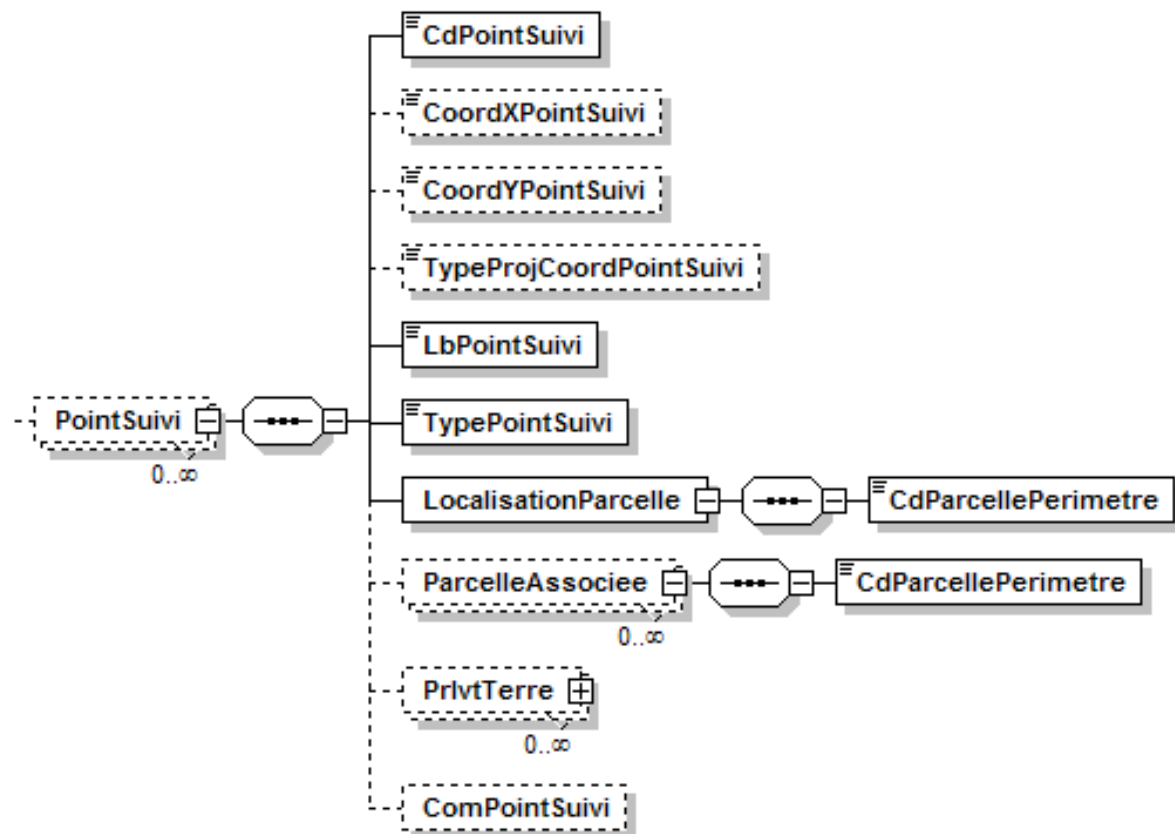 CdPointSuivi
CoordXPointSuivi
CoordYPointSuivi
TypeProjCoordPointSuivi
LbPointSuivi
PointSuivi
0..∞
TypePointSuivi
LocalisationParcelle
CdParcellePerimetre
ParcelleAssociee
0..∞
CdParcellePerimetre
PrlvtTerre
0..∞
ComPointSuivi